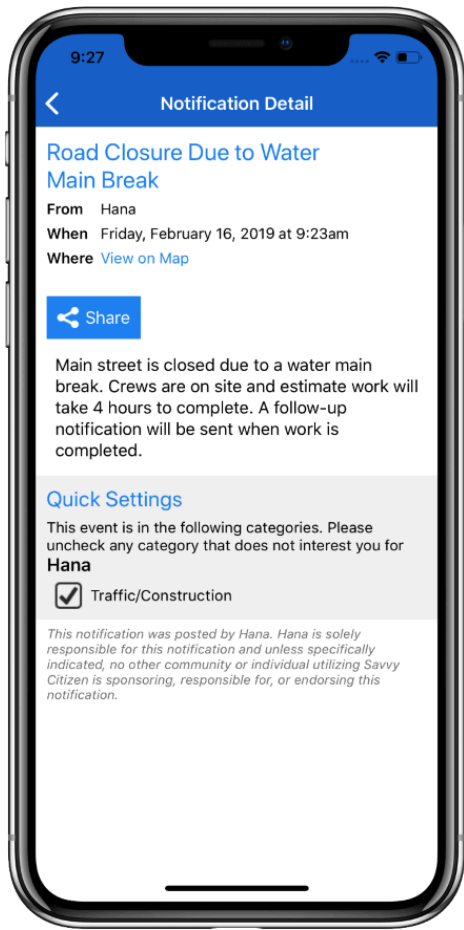 9:27
Notification Detail
Road Closure Due to Water
Main Break
From Hana
When Friday, February 16, 2019 at 9:23am
Where View on Map
Share
Main street is closed due to a water main
break. Crews are on site and estimate work will
take 4 hours to complete. A follow-up
notification will be sent when work is
completed.
Quick Settings
This event is in the following categories. Please
uncheck any category that does not interest you for
Hana
Traffic/Construction
This notification was posted by Hana. Hana is solely
responsible for this notification and unless specifically
indicated, no other community or individual utilizing Savvy
Citizen is sponsoring, responsible for, or endorsing this
notification.